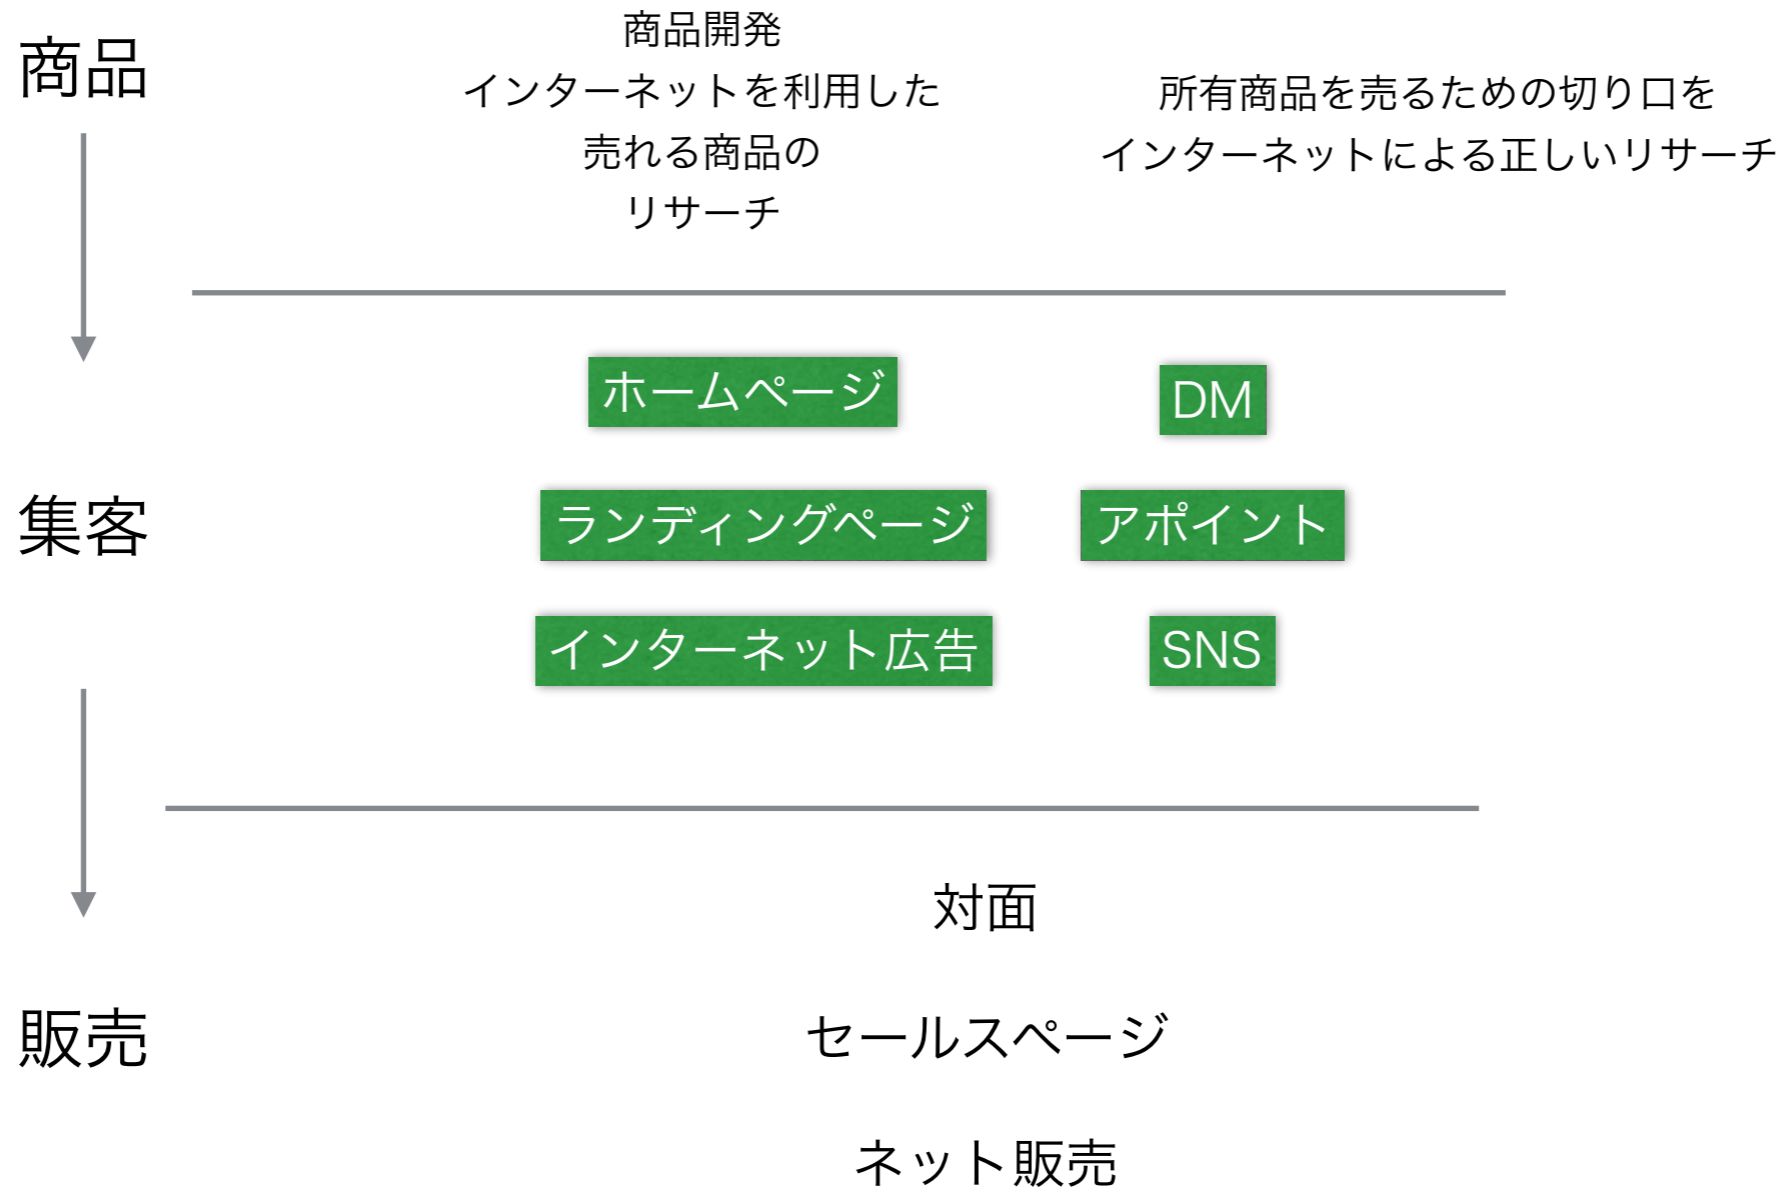 商品
商品開発
インターネットを利用した
売れる商品の
リサーチ
所有商品を売るための切り口を
インターネットによる正しいリサーチ
集客
ホームページ
DM
ランディングページ
アポイント
インターネット広告
SNS
販売
対面
セールスページ
ネット販売